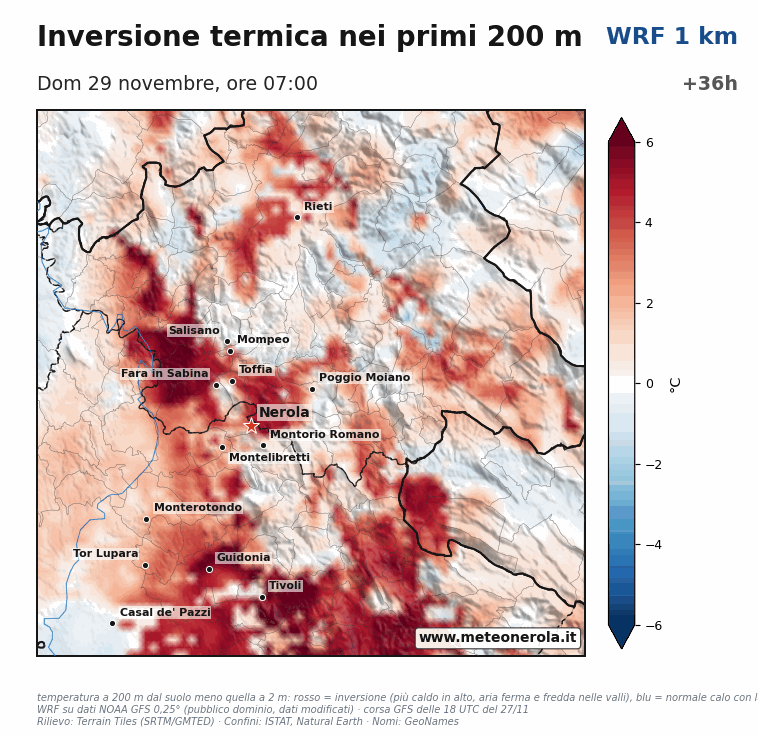 Inversione termica nei primi 200 m WRF 1 km
Dom 29 novembre, ore 07:00 +36h
Rieti
Salisano
Mompeo
Toffia
Fara in Sabina
Poggio Moiano
Nerola
Montorio Romano
Montelibretti
Monterotondo
Tor Lupara
Guidonia
Tivoli
Casal de' Pazzi
www.meteonerola.it
6
4
2
0
−2
−4
−6
°C
temperatura a 200 m dal suolo meno quella a 2 m: rosso = inversione (più caldo in alto, aria ferma e fredda nelle valli), blu = normale calo con
WRF su dati NOAA GFS 0,25° (pubblico dominio, dati modificati) · corsa GFS delle 18 UTC del 27/11
Rilievo: Terrain Tiles (SRTM/GMTED) · Confini: ISTAT, Natural Earth · Nomi: GeoNames